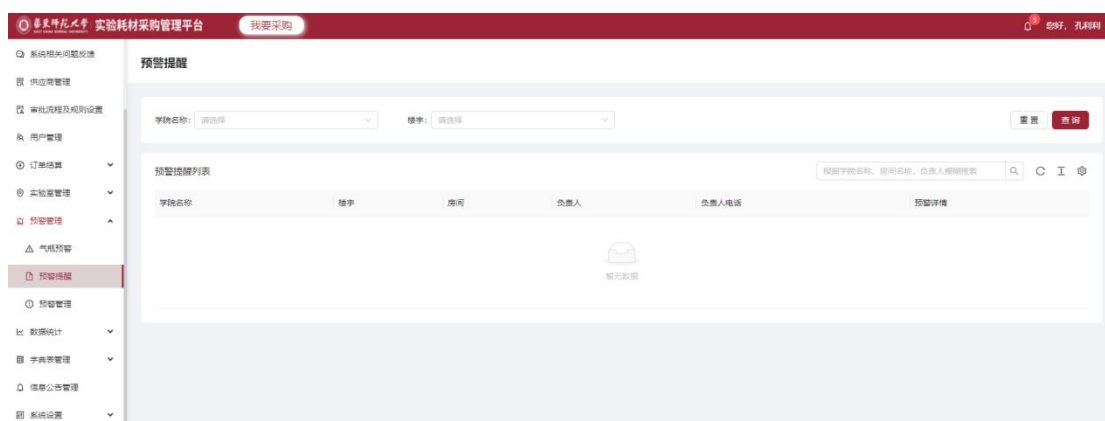 華東師范大學 实验耗材采购管理平台 我要采购 5 您好，孔利利
系统相关问题反馈
供应商管理
审批流程及规则设置
用户管理
订单结算
实验室管理
预警管理
气瓶预警
预警提醒
预警管理
数据统计
字典表管理
信息公告管理
系统设置
预警提醒
学院名称： 请选择 楼宇： 请选择 重置 查询
预警提醒列表 根据学院名称、房间名称、负责人模糊搜索
学院名称 楼宇 房间 负责人 负责人电话 预警详情
暂无数据